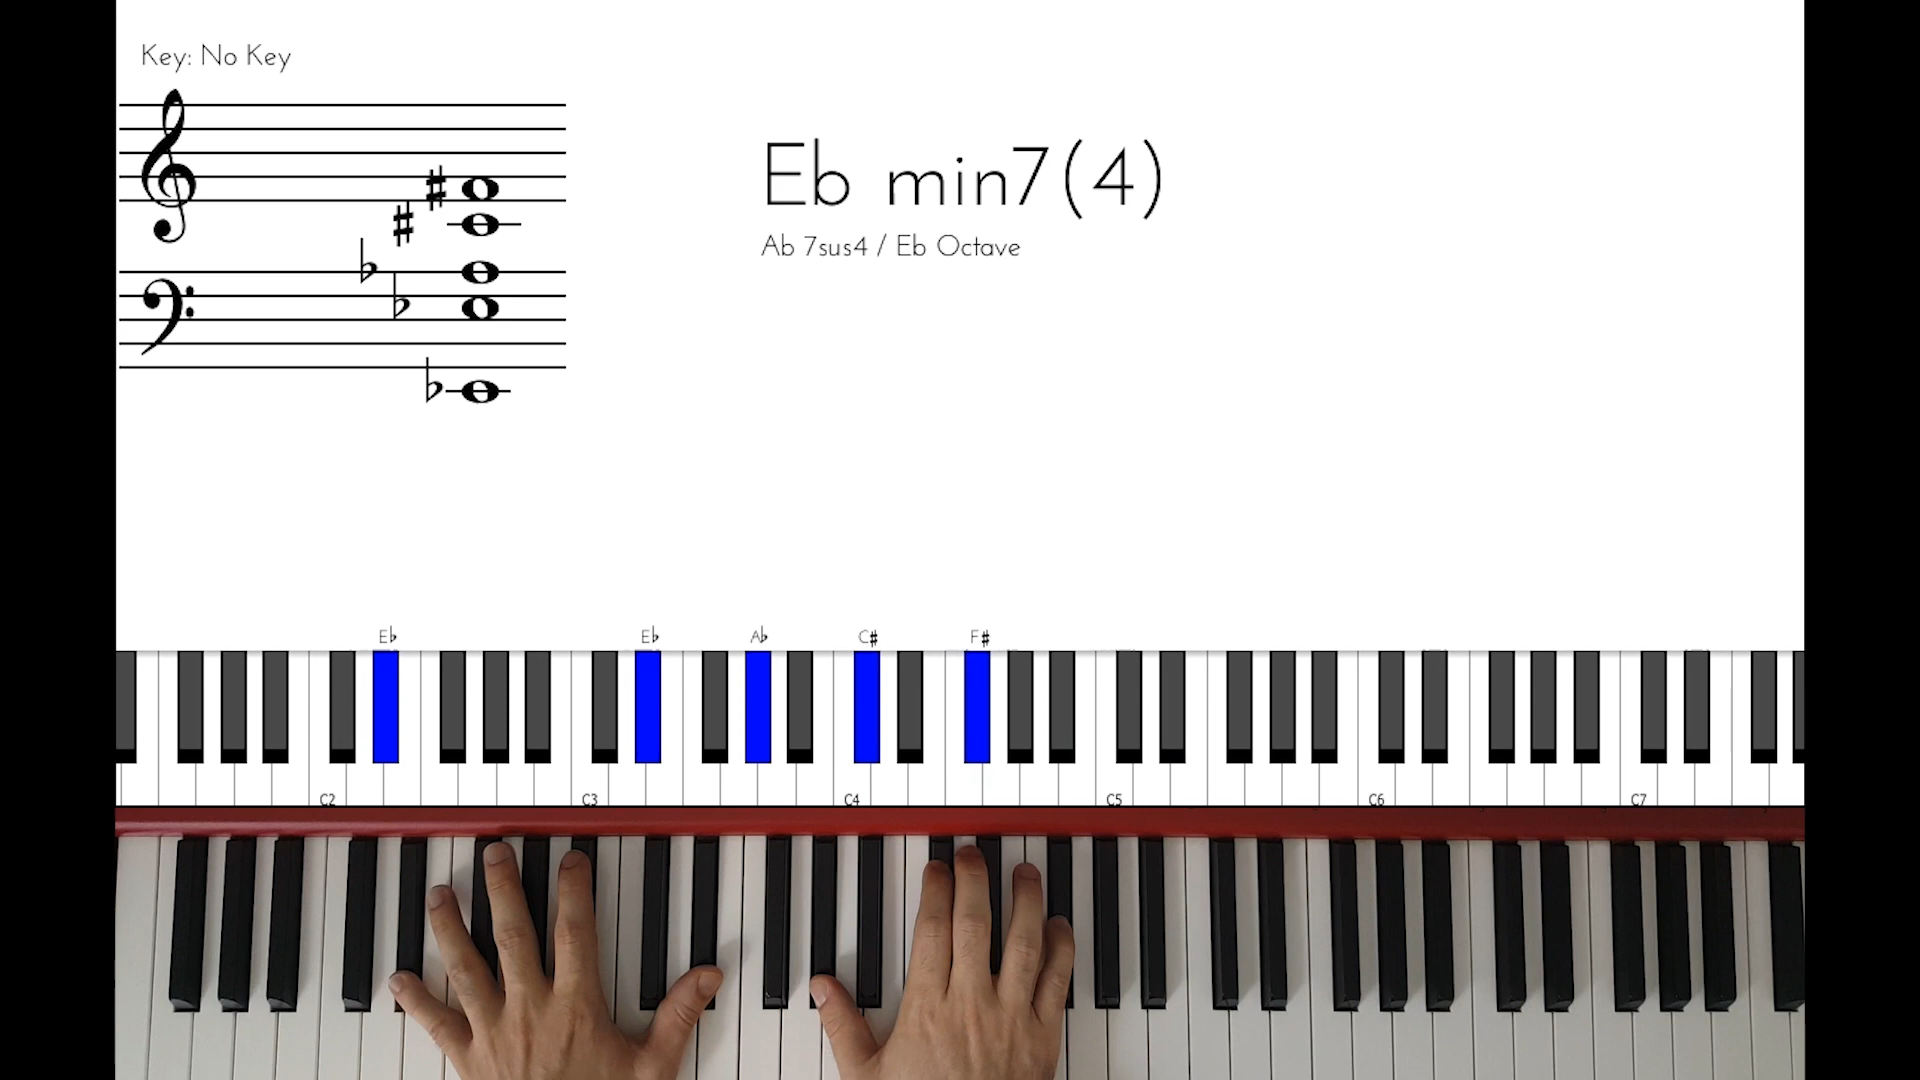 Key: No Key
Eb min7(4)
Ab 7sus4 / Eb Octave
E♭ E♭ A♭ C♯ F♯
C2 C3 C4 C5 C6 C7